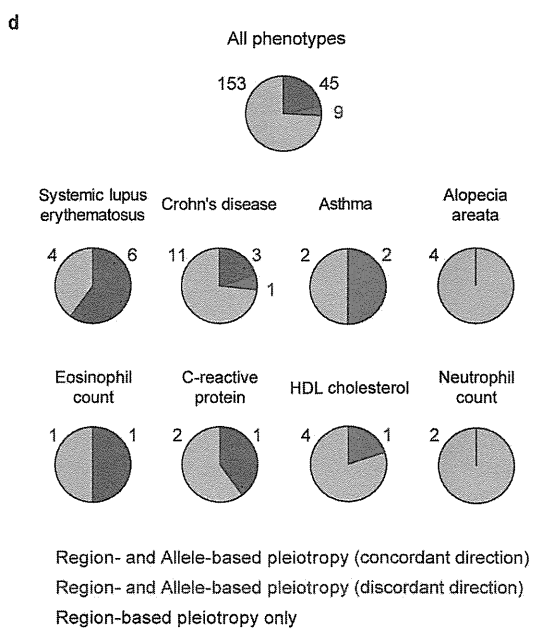 d
All phenotypes
153 45
9
Systemic lupus
erythematosus
Crohn's disease
Asthma
Alopecia
areata
4 6
11 3
1
2 2
4
Eosinophil
count
C-reactive
protein
HDL cholesterol
Neutrophil
count
1 1
2 1
4 1
2
Region- and Allele-based pleiotropy (concordant direction)
Region- and Allele-based pleiotropy (discordant direction)
Region-based pleiotropy only